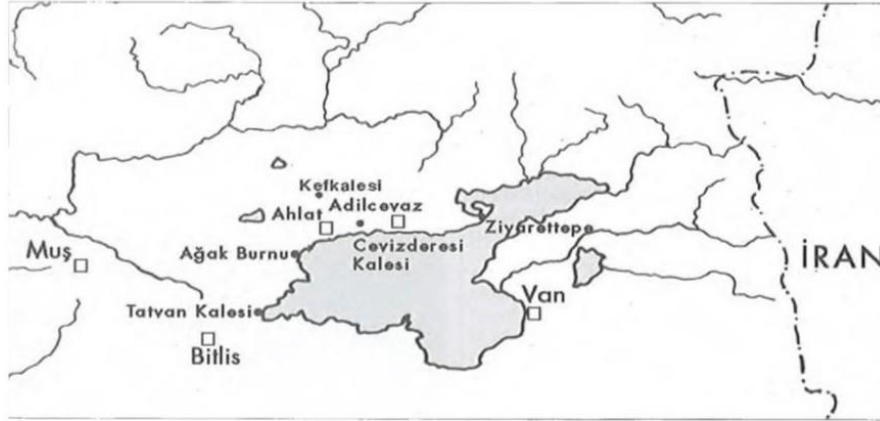 Kefkalesi
Ahlat
Adilcevaz
Ziyarettepe
Muş
Ağak Burnu
Cevizderesi
Kalesi
İRAN
Van
Tatvan Kalesi
Bitlis